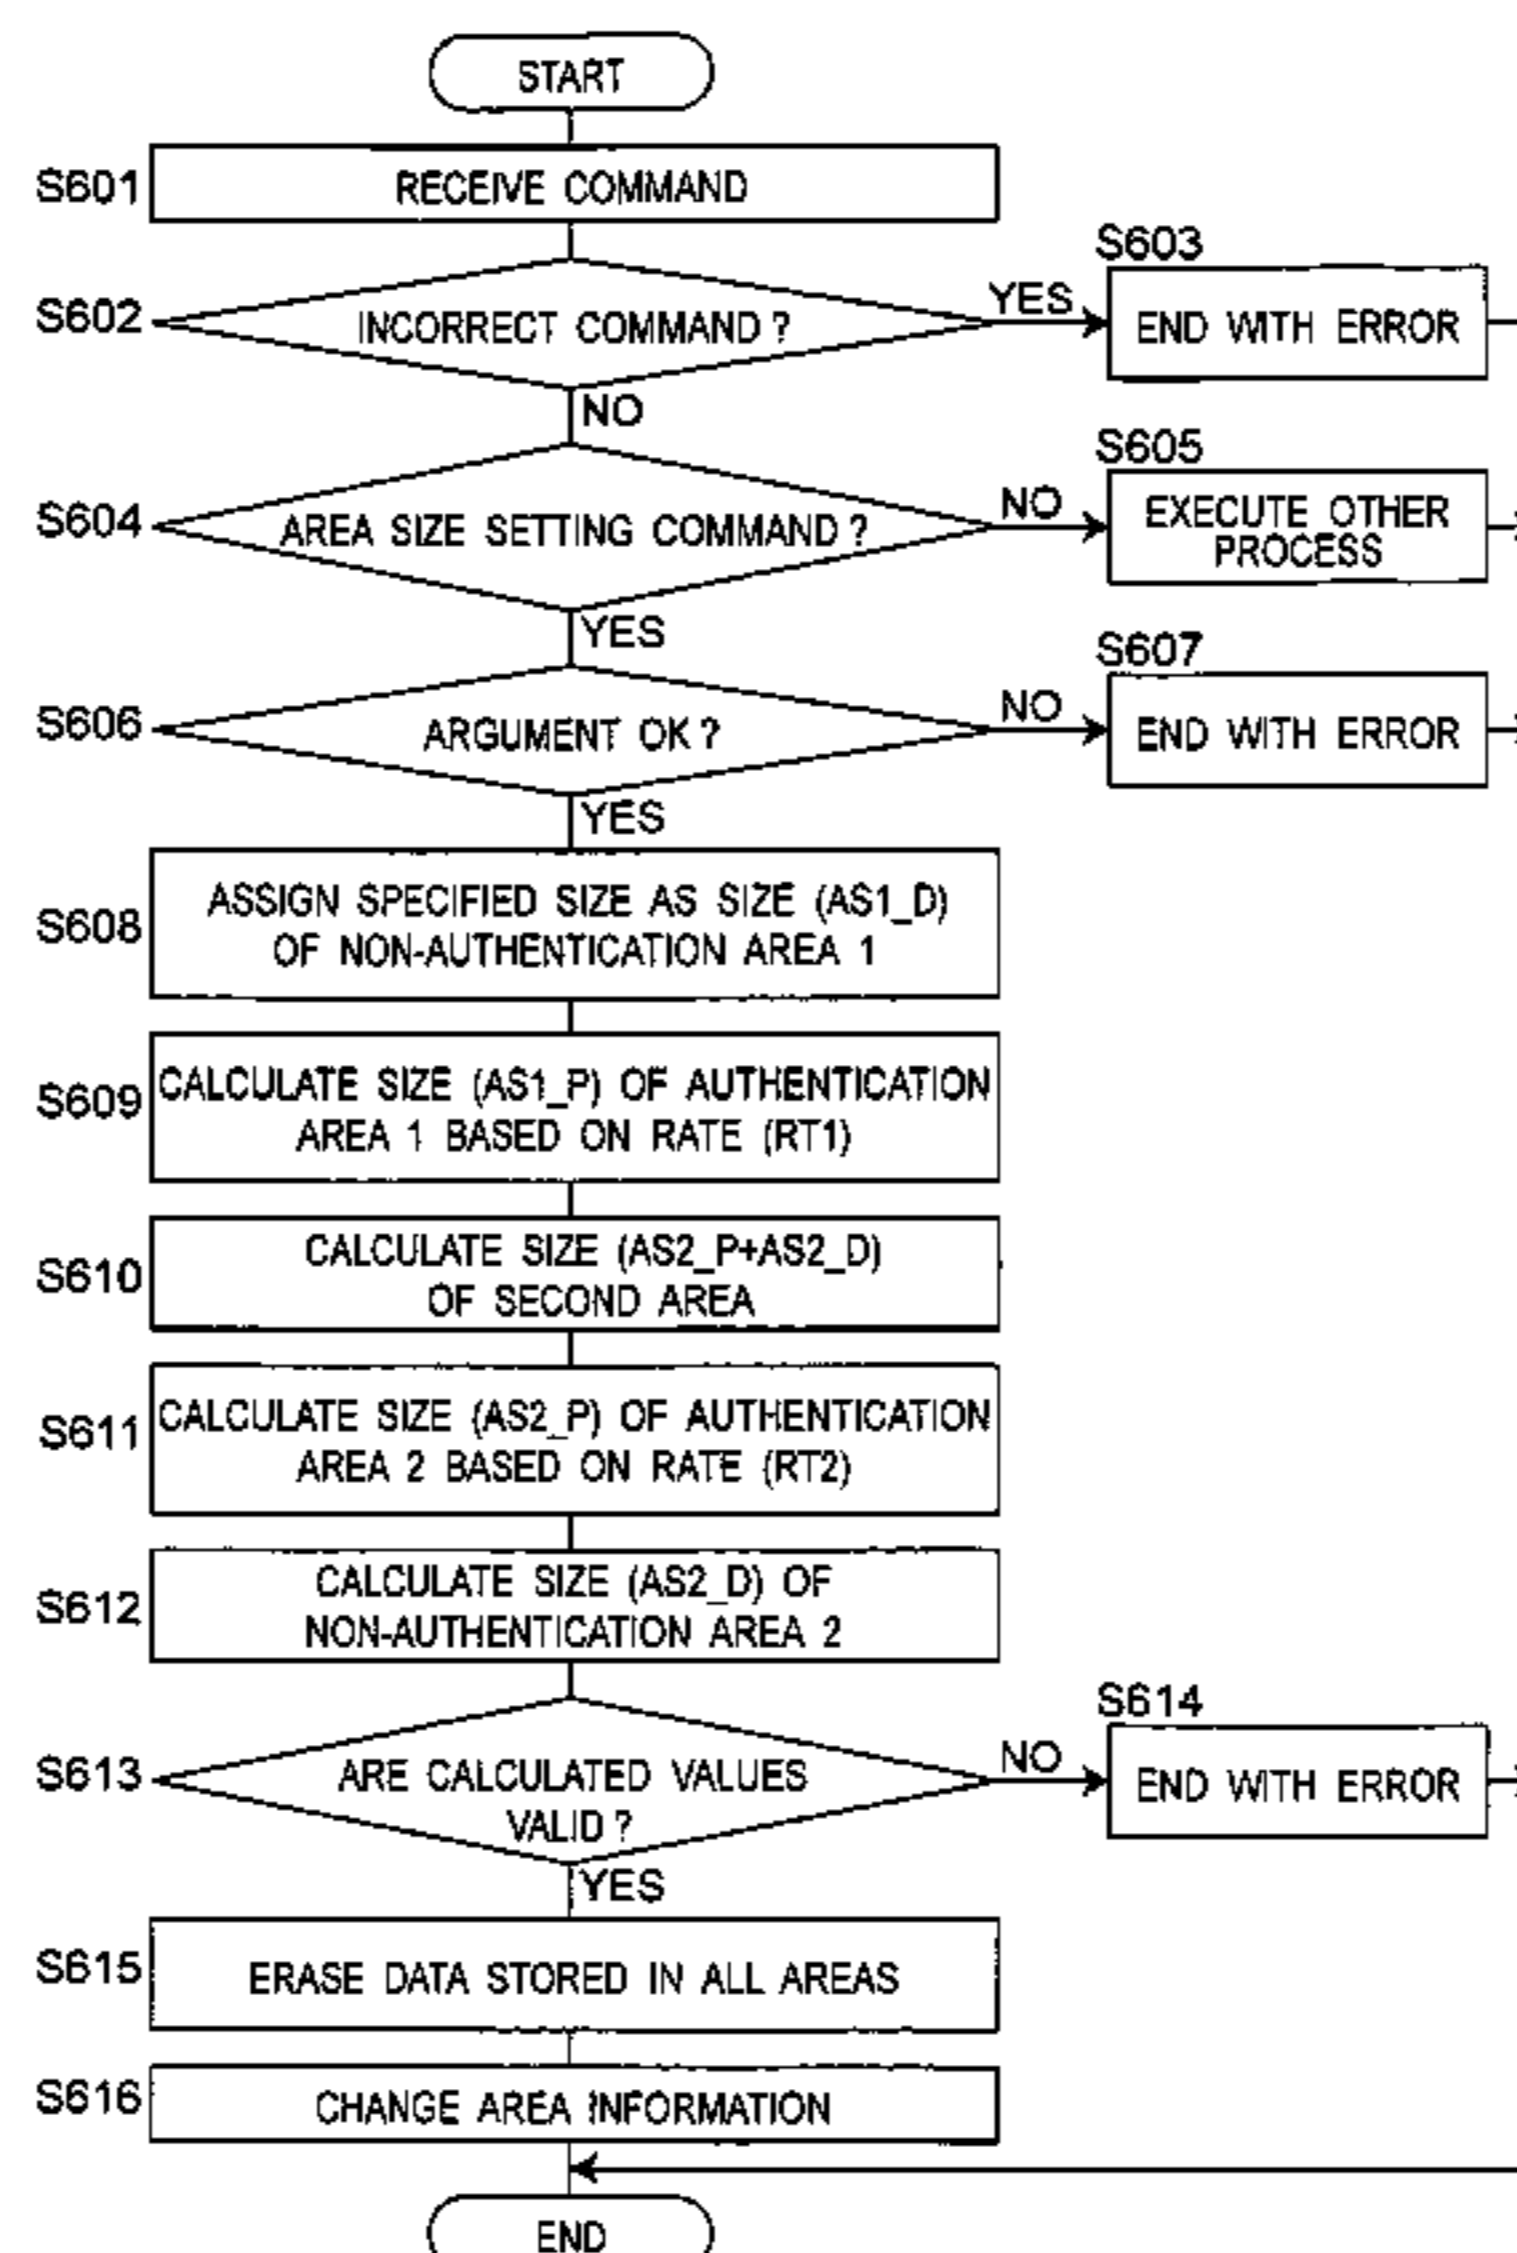 START
S601
RECEIVE COMMAND
S602
INCORRECT COMMAND ?
YES
S603
END WITH ERROR
NO
S604
AREA SIZE SETTING COMMAND ?
NO
S605
EXECUTE OTHER
PROCESS
YES
S606
ARGUMENT OK ?
NO
S607
END WITH ERROR
YES
S608
ASSIGN SPECIFIED SIZE AS SIZE (AS1_D)
OF NON-AUTHENTICATION AREA 1
S609
CALCULATE SIZE (AS1_P) OF AUTHENTICATION
AREA 1 BASED ON RATE (RT1)
S610
CALCULATE SIZE (AS2_P+AS2_D)
OF SECOND AREA
S611
CALCULATE SIZE (AS2_P) OF AUTHENTICATION
AREA 2 BASED ON RATE (RT2)
S612
CALCULATE SIZE (AS2_D) OF
NON-AUTHENTICATION AREA 2
S613
ARE CALCULATED VALUES
VALID ?
NO
S614
END WITH ERROR
YES
S615
ERASE DATA STORED IN ALL AREAS
S616
CHANGE AREA INFORMATION
END